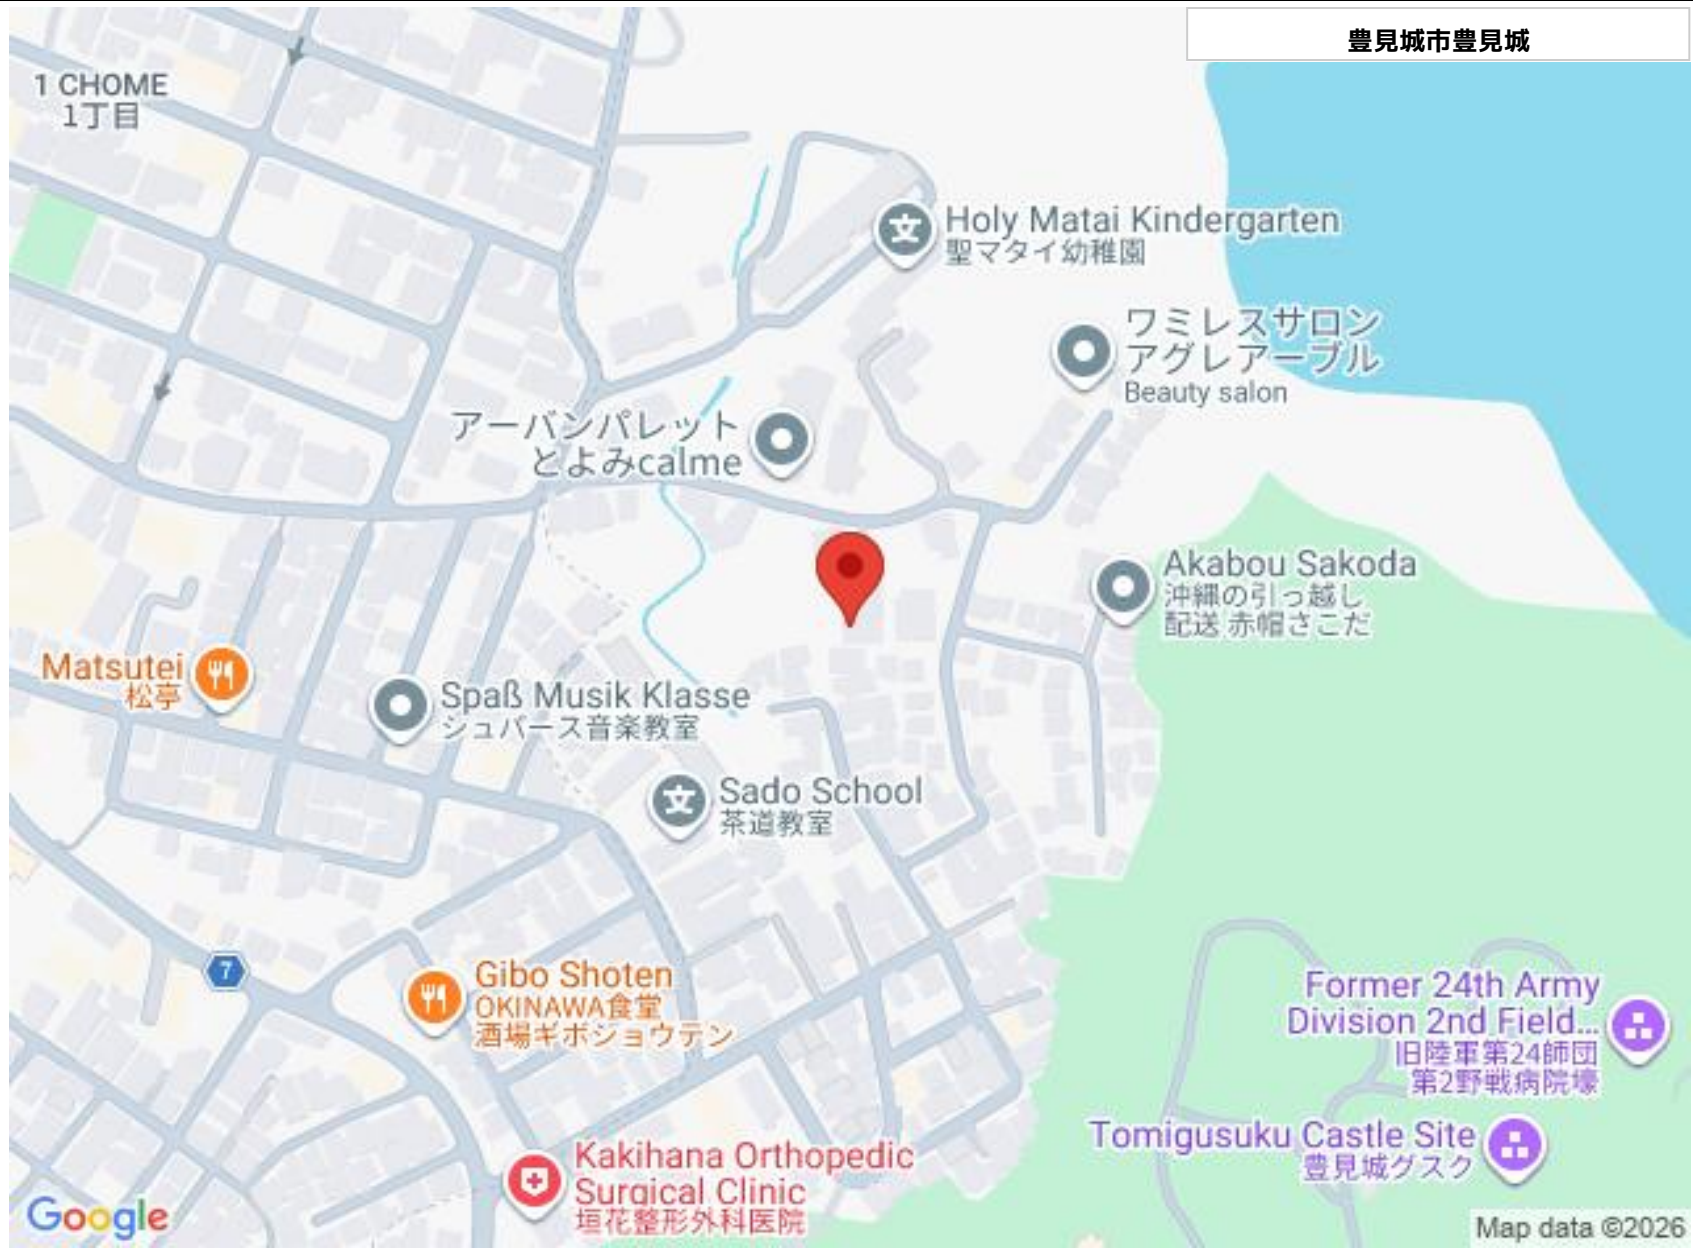 豊見城市豊見城
1 CHOME
1丁目
Holy Matai Kindergarten
聖マタイ幼稚園
ワミレスサロン
アグレアーブル
Beauty salon
アーバンパレット
とよみcalme
Akabou Sakoda
沖縄の引っ越し
配送 赤帽さこだ
Matsutei
松亭
Spaß Musik Klasse
シュパース音楽教室
Sado School
茶道教室
7
Gibo Shoten
OKINAWA食堂
酒場ギボショウテン
Former 24th Army
Division 2nd Field...
旧陸軍第24師団
第2野戦病院壕
Tomigusuku Castle Site
豊見城グスク
Kakihana Orthopedic
Surgical Clinic
垣花整形外科医院
Google
Map data ©2026